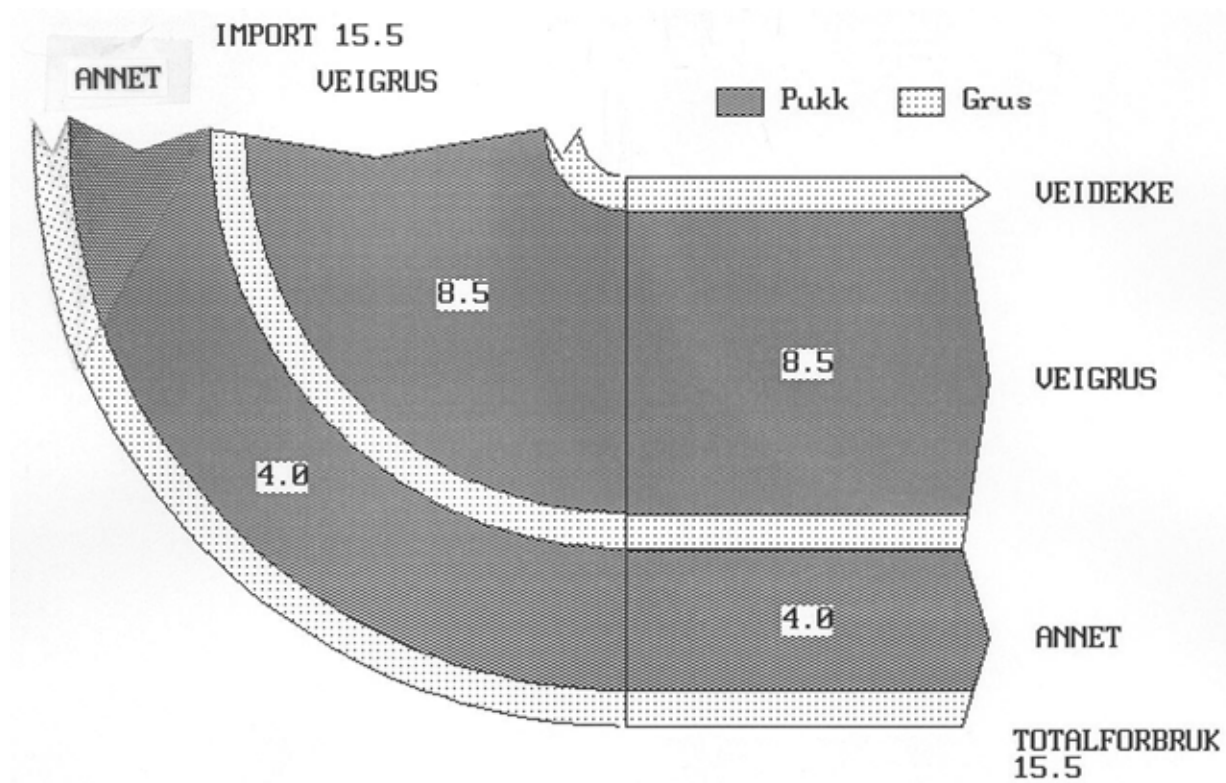 IMPORT 15.5
ANNET
VEIGRUS
Pukk
Grus
VEIDEKKE
8.5
8.5
VEIGRUS
4.0
4.0
ANNET
TOTALFORBRUK
15.5